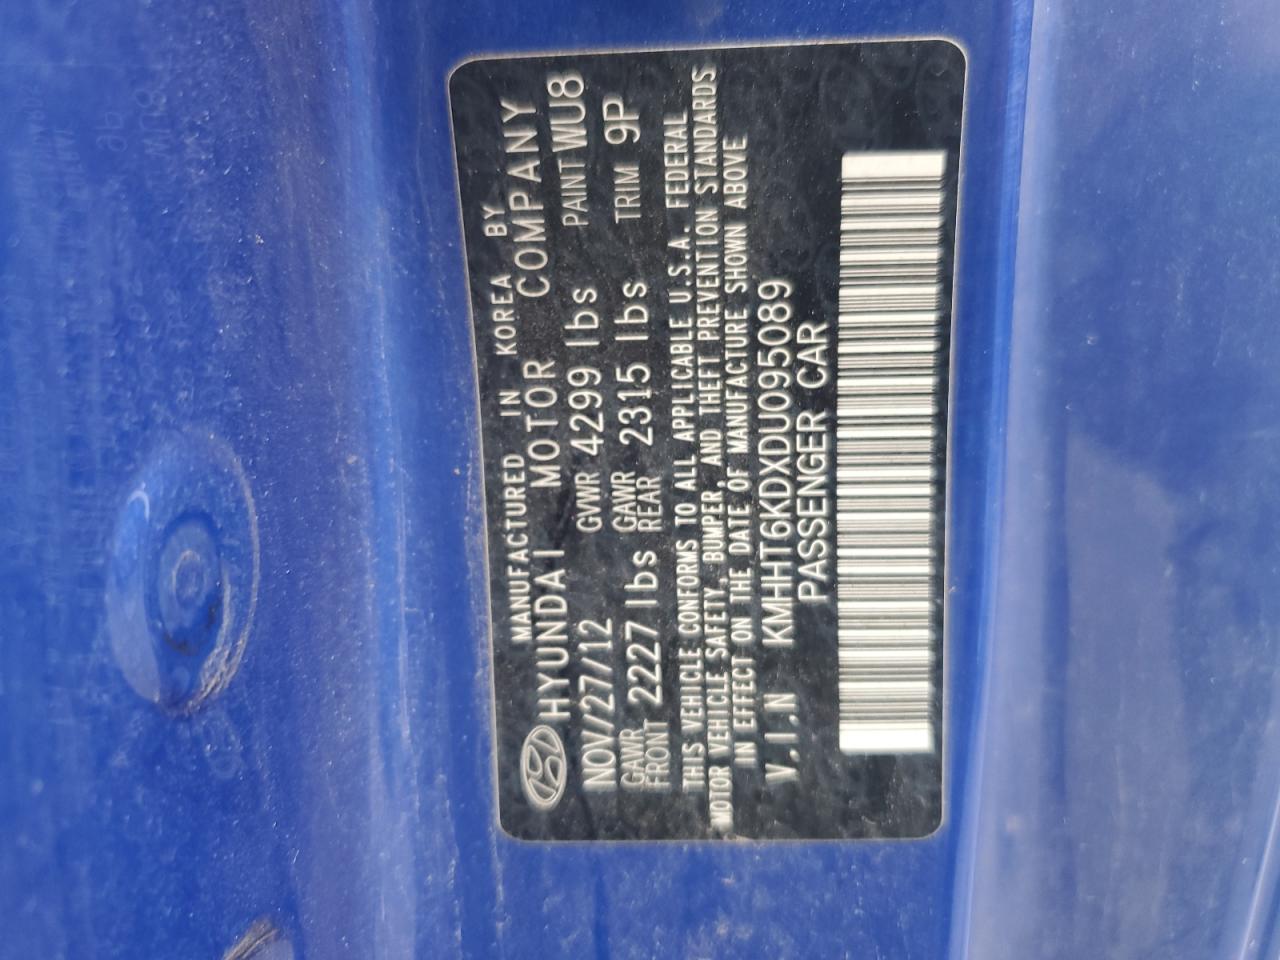 MANUFACTURED IN KOREA BY
HYUNDAI MOTOR COMPANY
NOV/27/12 GVWR 4299 lbs PAINT WU8
GAWR FRONT 2227 lbs GAWR REAR 2315 lbs TRIM 9P
THIS VEHICLE CONFORMS TO ALL APPLICABLE U.S.A. FEDERAL
MOTOR VEHICLE SAFETY, BUMPER, AND THEFT PREVENTION STANDARDS
IN EFFECT ON THE DATE OF MANUFACTURE SHOWN ABOVE
V.I.N KMHHT6KDXDU095089
PASSENGER CAR